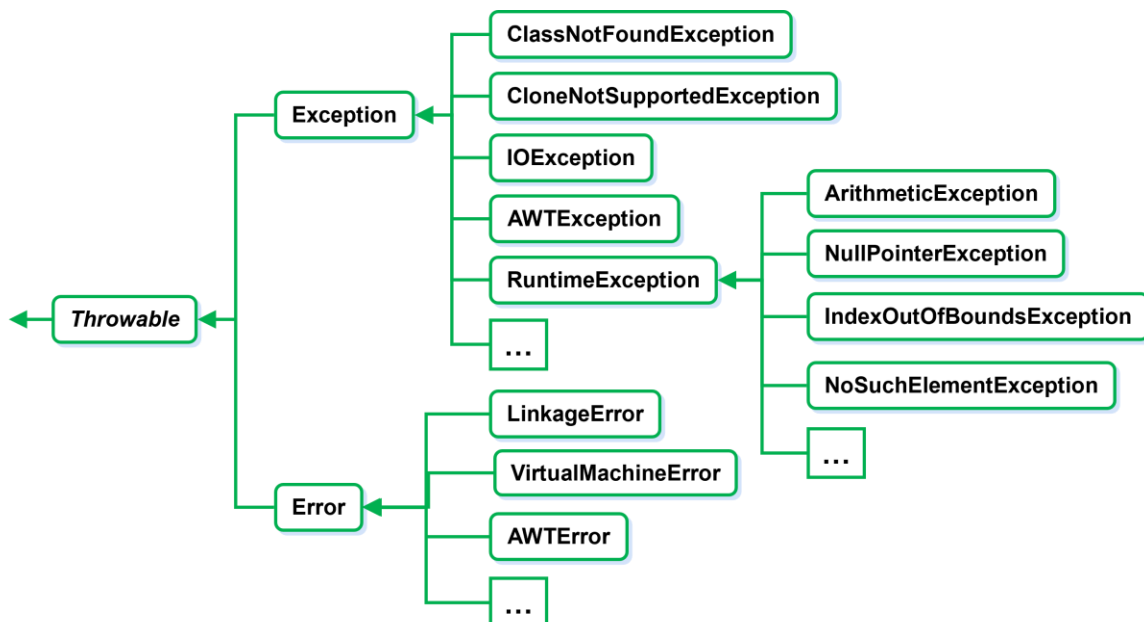 ClassNotFoundException
CloneNotSupportedException
Exception
IOException
AWTException
RuntimeException
...
ArithmeticException
NullPointerException
IndexOutOfBoundsException
NoSuchElementException
...
Throwable
LinkageError
VirtualMachineError
Error
AWTError
...